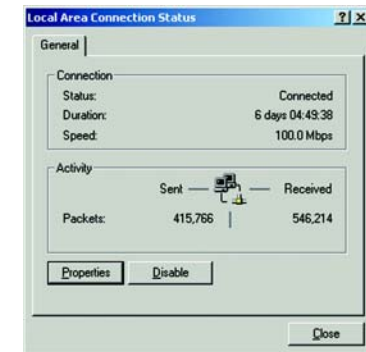 Local Area Connection Status ? X
General
Connection
Status: Connected
Duration: 6 days 04:49:38
Speed: 100.0 Mbps
Activity
Sent — — Received
Packets: 415,766 | 546,214
Properties Disable
Close